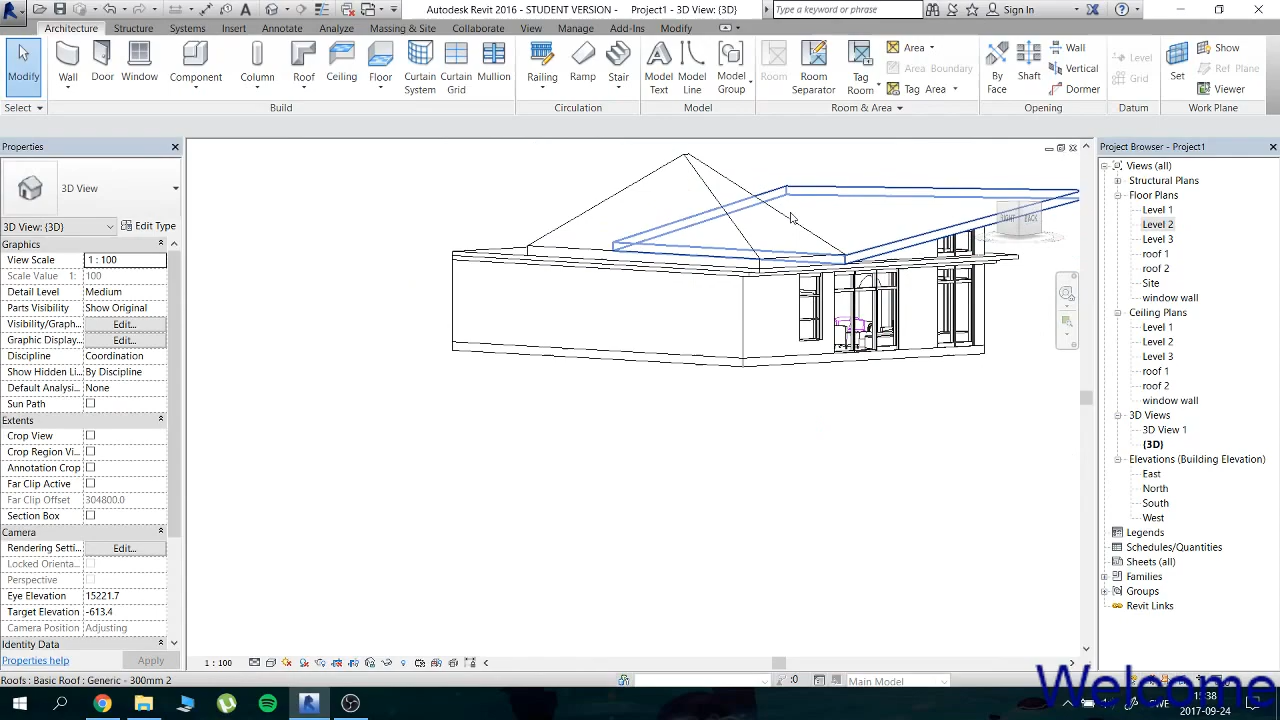 Autodesk Revit 2016 - STUDENT VERSION - Project1 - 3D View: {3D}
Type a keyword or phrase
Sign In
Architecture Structure Systems Insert Annotate Analyze Massing & Site Collaborate View Manage Add-Ins Modify
Modify Wall Door Window Component Column Roof Ceiling Floor Curtain System Curtain Grid Mullion Railing Ramp Stair Model Text Model Line Model Group Room Room Separator Tag Room
Area
Area Boundary
Tag Area
By Face Shaft
Wall
Vertical
Dormer
Level
Grid
Set
Show
Ref Plane
Viewer
Select Build Circulation Model Room & Area Opening Datum Work Plane
Properties
3D View
3D View: {3D} Edit Type
Graphics
View Scale 1 : 100
Scale Value 1: 100
Detail Level Medium
Parts Visibility Show Original
Visibility/Graph... Edit...
Graphic Display... Edit...
Discipline Coordination
Show Hidden Li... By Discipline
Default Analysi... None
Sun Path
Extents
Crop View
Crop Region Vi...
Annotation Crop
Far Clip Active
Far Clip Offset 304800.0
Section Box
Camera
Rendering Setti... Edit...
Locked Orienta...
Perspective
Eye Elevation 15221.7
Target Elevation -613.4
Camera Position Adjusting
Identity Data
Properties help Apply
RIGHT BACK
Project Browser - Project1
Views (all)
Structural Plans
Floor Plans
Level 1
Level 2
Level 3
roof 1
roof 2
Site
window wall
Ceiling Plans
Level 1
Level 2
Level 3
roof 1
roof 2
window wall
3D Views
3D View 1
{3D}
Elevations (Building Elevation)
East
North
South
West
Legends
Schedules/Quantities
Sheets (all)
Families
Groups
Revit Links
1 : 100
Roofs : Basic Roof : Generic - 300mm 2
:0
Main Model
Welcome
SWE
15:38
2017-09-24